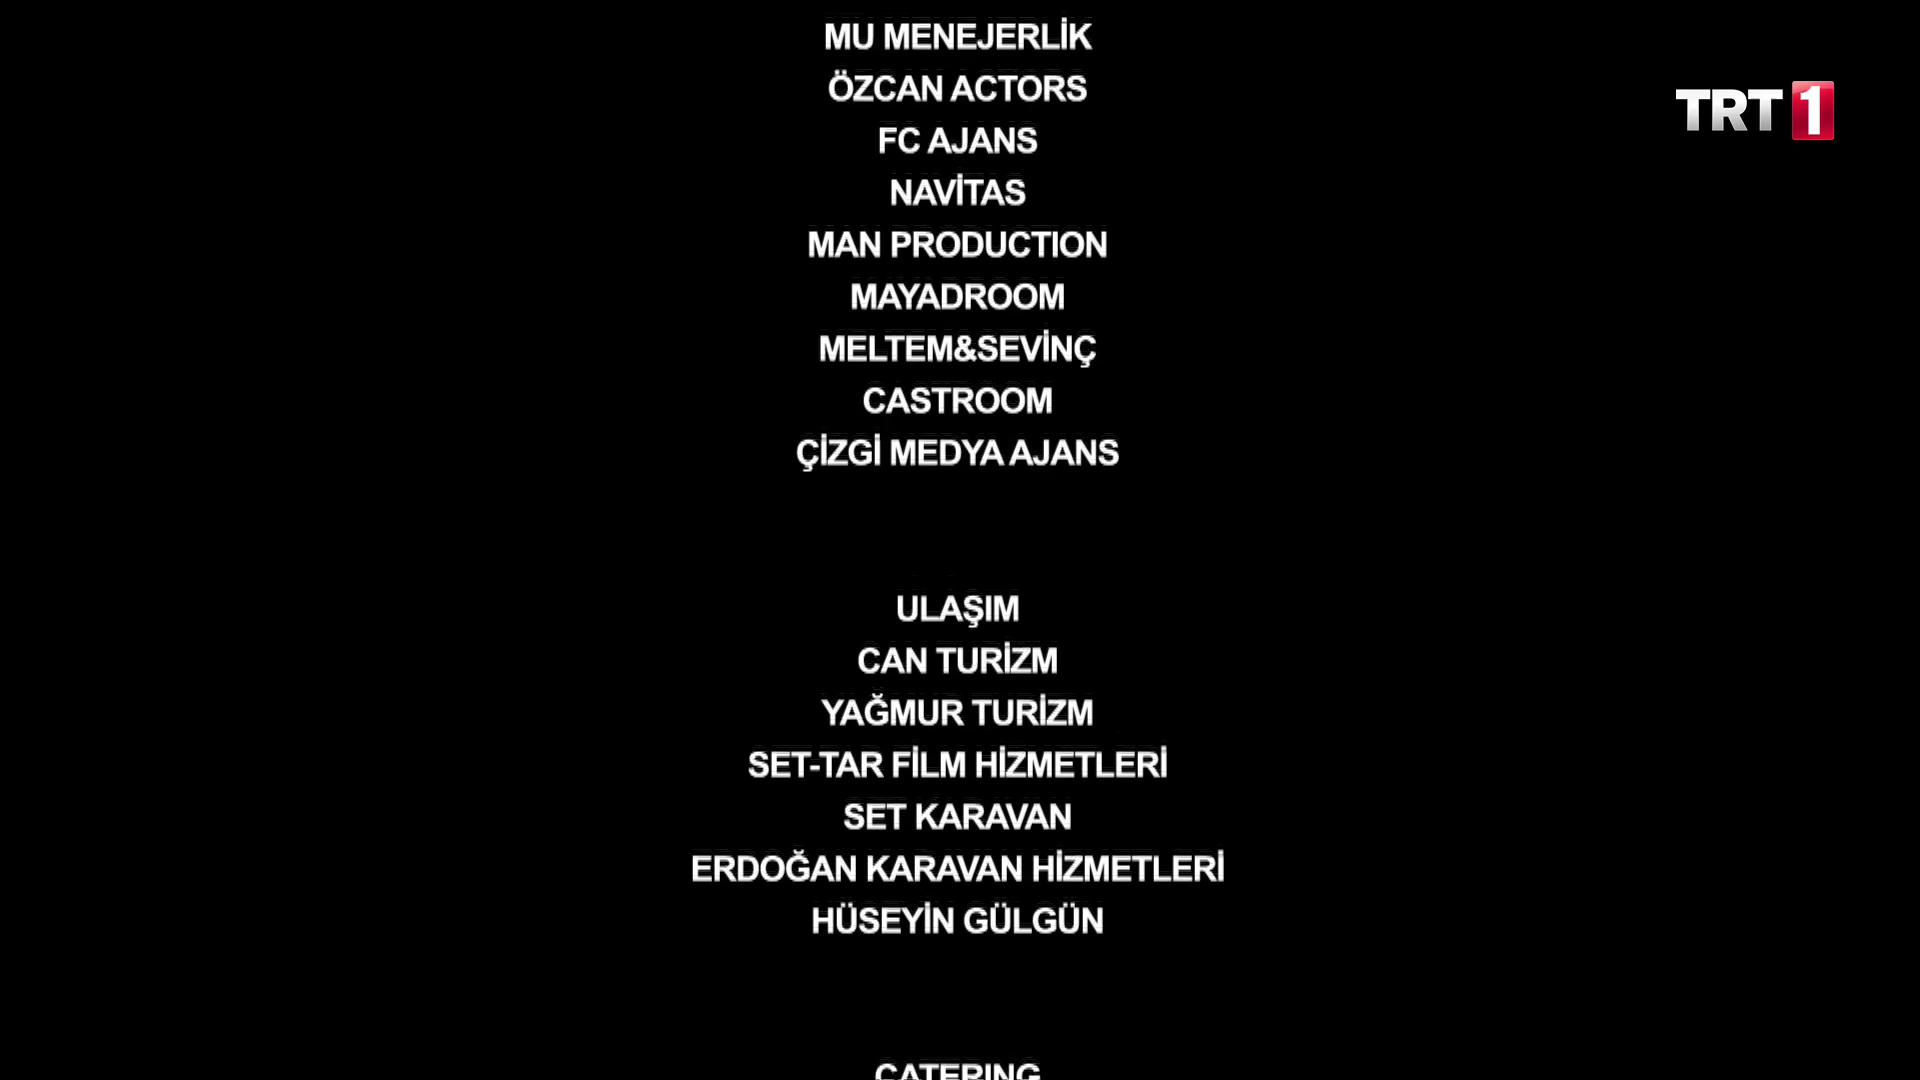 MU MENEJERLİK
ÖZCAN ACTORS
TRT 1
FC AJANS
NAVİTAS
MAN PRODUCTION
MAYADROOM
MELTEM&SEVİNÇ
CASTROOM
ÇİZGİ MEDYA AJANS
ULAŞIM
CAN TURİZM
YAĞMUR TURİZM
SET-TAR FİLM HİZMETLERİ
SET KARAVAN
ERDOĞAN KARAVAN HİZMETLERİ
HÜSEYİN GÜLGÜN
CATERING